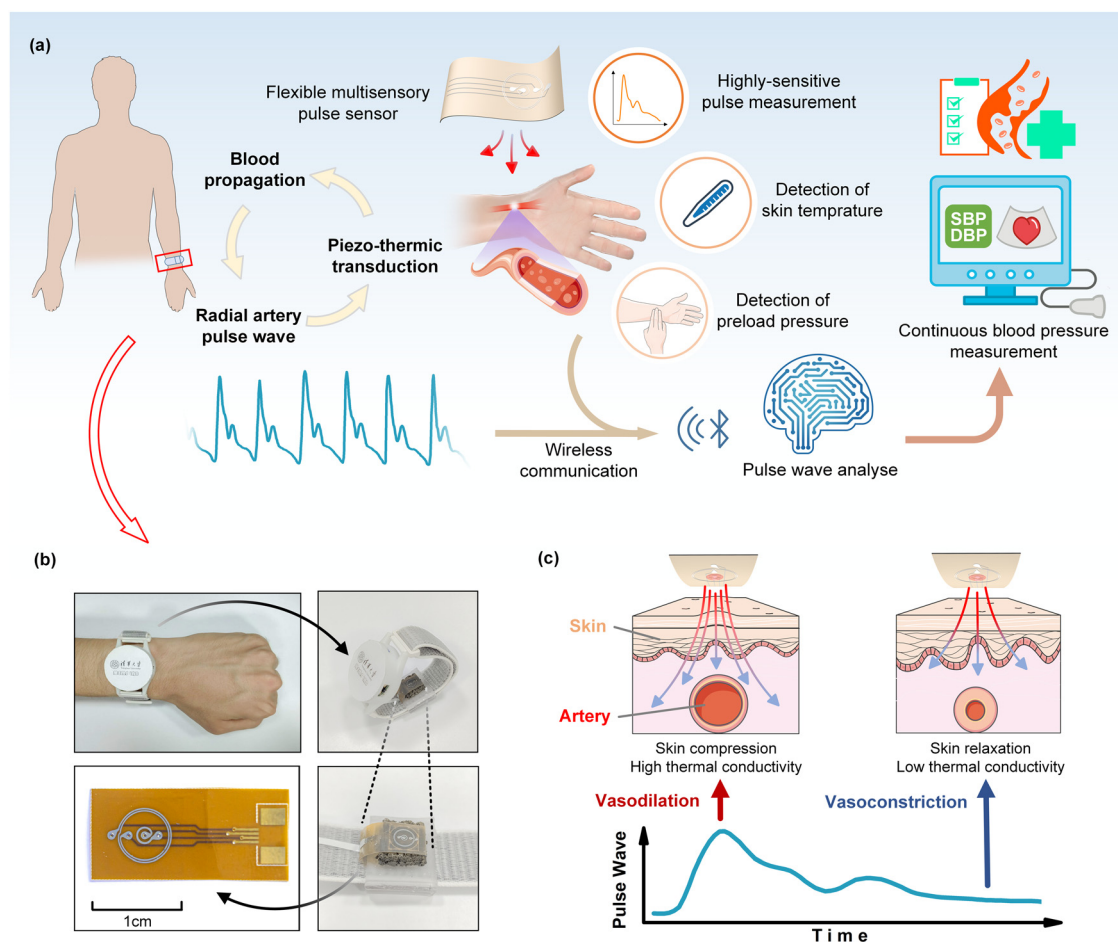 (a)
Flexible multisensory
pulse sensor
Highly-sensitive
pulse measurement
Blood
propagation
Detection of
skin temprature
SBP
DBP
Piezo-thermic
transduction
Radial artery
pulse wave
Detection of
preload pressure
Continuous blood pressure
measurement
Wireless
communication
Pulse wave analyse
(b)
1cm
(c)
Skin
Artery
Skin compression
High thermal conductivity
Skin relaxation
Low thermal conductivity
Vasodilation
Vasoconstriction
Pulse Wave
Time